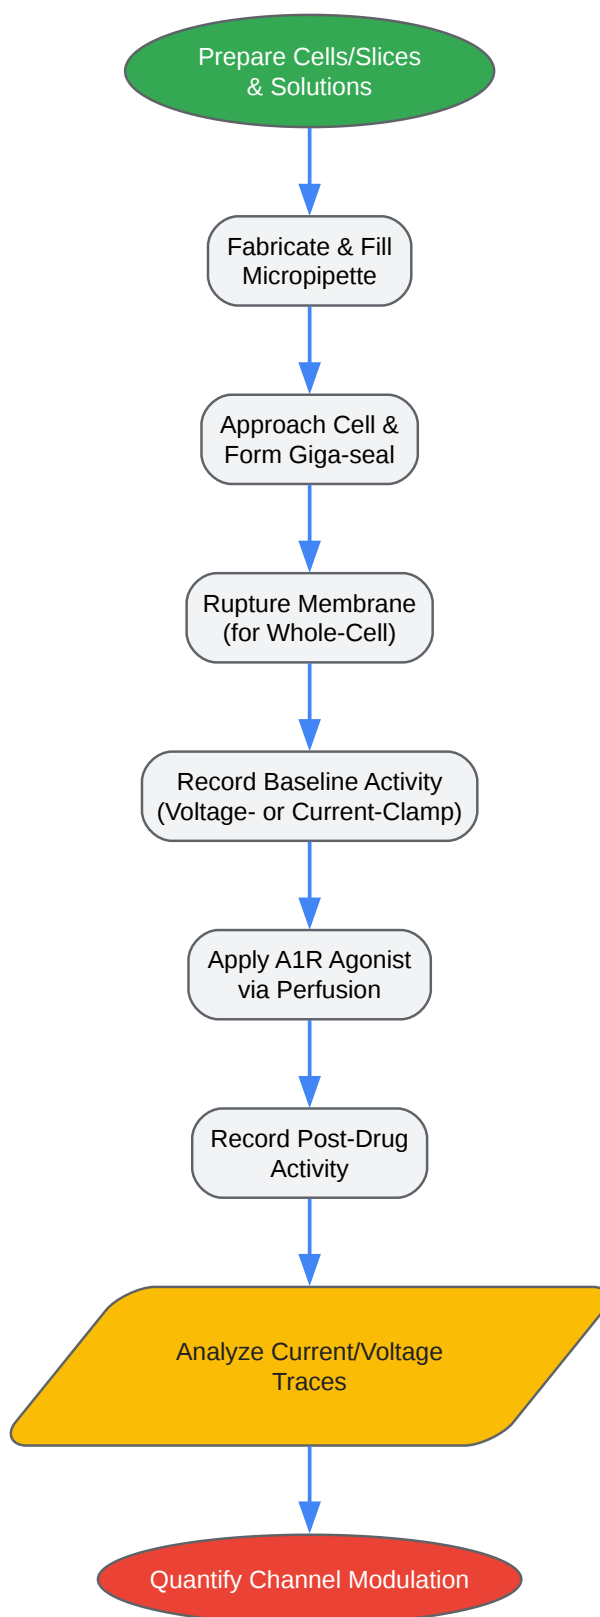 Prepare Cells/Slices
& Solutions
Fabricate & Fill
Micropipette
Approach Cell &
Form Giga-seal
Rupture Membrane
(for Whole-Cell)
Record Baseline Activity
(Voltage- or Current-Clamp)
Apply A1R Agonist
via Perfusion
Record Post-Drug
Activity
Analyze Current/Voltage
Traces
Quantify Channel Modulation